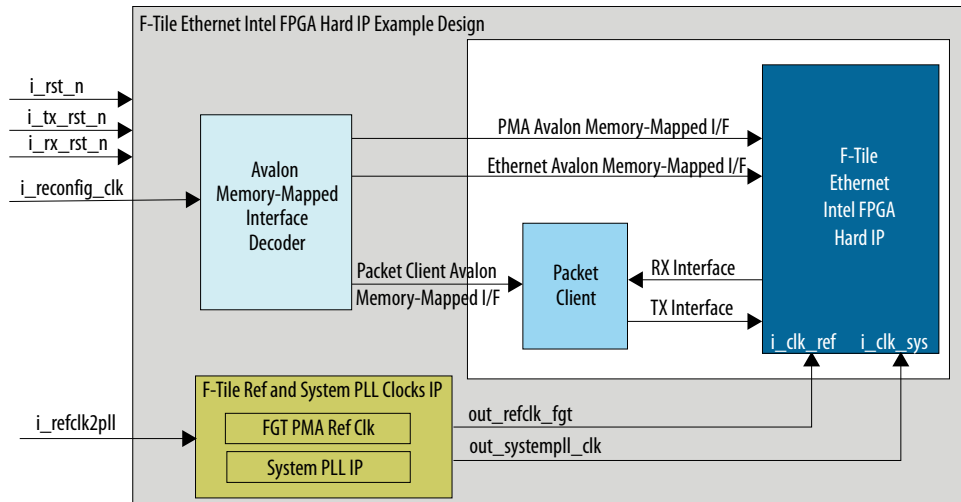 F-Tile Ethernet Intel FPGA Hard IP Example Design
i_rst_n
i_tx_rst_n
i_rx_rst_n
i_reconfig_clk
Avalon
Memory-Mapped
Interface
Decoder
PMA Avalon Memory-Mapped I/F
Ethernet Avalon Memory-Mapped I/F
Packet Client Avalon
Memory-Mapped I/F
Packet
Client
RX Interface
TX Interface
F-Tile
Ethernet
Intel FPGA
Hard IP
i_clk_ref
i_clk_sys
i_refclk2pll
F-Tile Ref and System PLL Clocks IP
FGT PMA Ref Clk
System PLL IP
out_refclk_fgt
out_systempll_clk